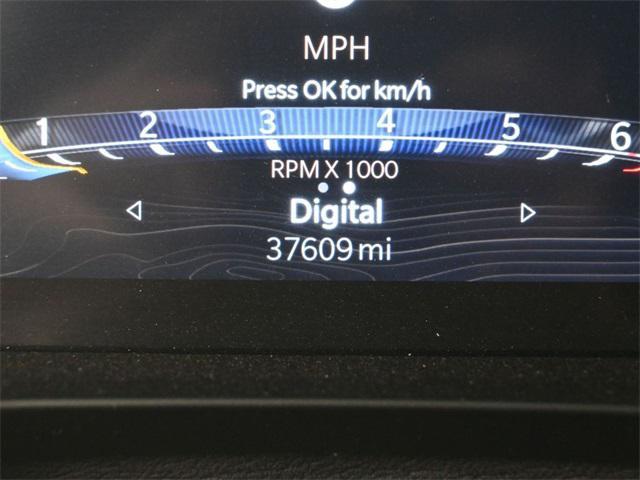 MPH
Press OK for km/h
1 2 3 4 5 6
RPM X 1000
Digital
37609 mi